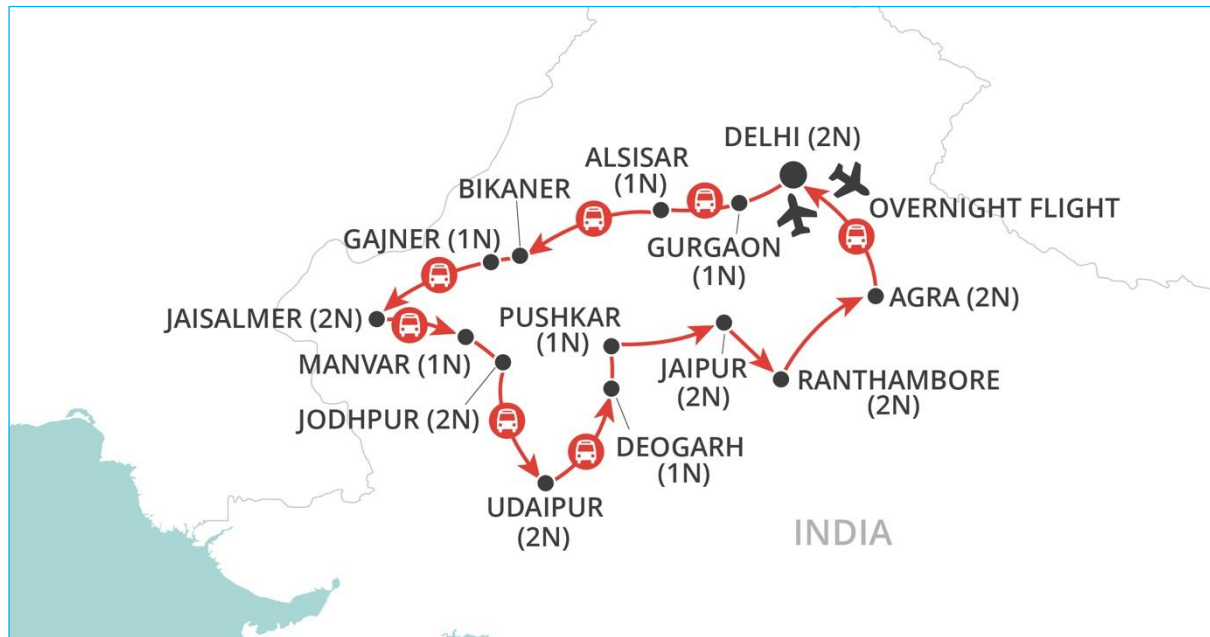 DELHI (2N)
ALSISAR
(1N)
BIKANER
OVERNIGHT FLIGHT
GAJNER (1N)
GURGAON
(1N)
AGRA (2N)
JAISALMER (2N)
PUSHKAR
(1N)
MANVAR (1N)
JAIPUR
(2N)
RANTHAMBORE
(2N)
JODHPUR (2N)
DEOGARH
(1N)
UDAIPUR
(2N)
INDIA